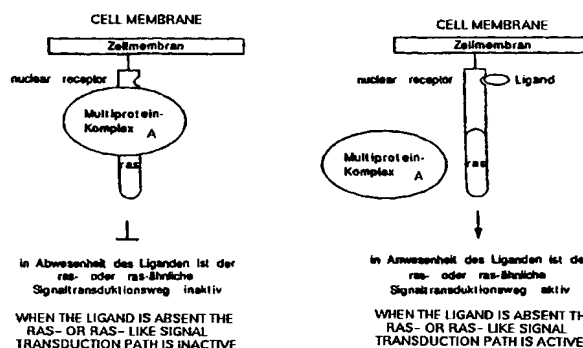 CELL MEMBRANE
Zellmembran
nuclear receptor
Multiprotein-
Komplex A
ras
in Abwesenheit des Liganden ist der
ras- oder ras-ähnliche
Signaltransduktionsweg inaktiv
WHEN THE LIGAND IS ABSENT THE
RAS- OR RAS- LIKE SIGNAL
TRANSDUCTION PATH IS INACTIVE
CELL MEMBRANE
Zellmembran
nuclear receptor
Ligand
Multiprotein-
Komplex A
ras
in Anwesenheit des Liganden ist der
ras- oder ras-ähnliche
Signaltransduktionsweg aktiv
WHEN THE LIGAND IS ABSENT THE
RAS- OR RAS- LIKE SIGNAL
TRANSDUCTION PATH IS ACTIVE